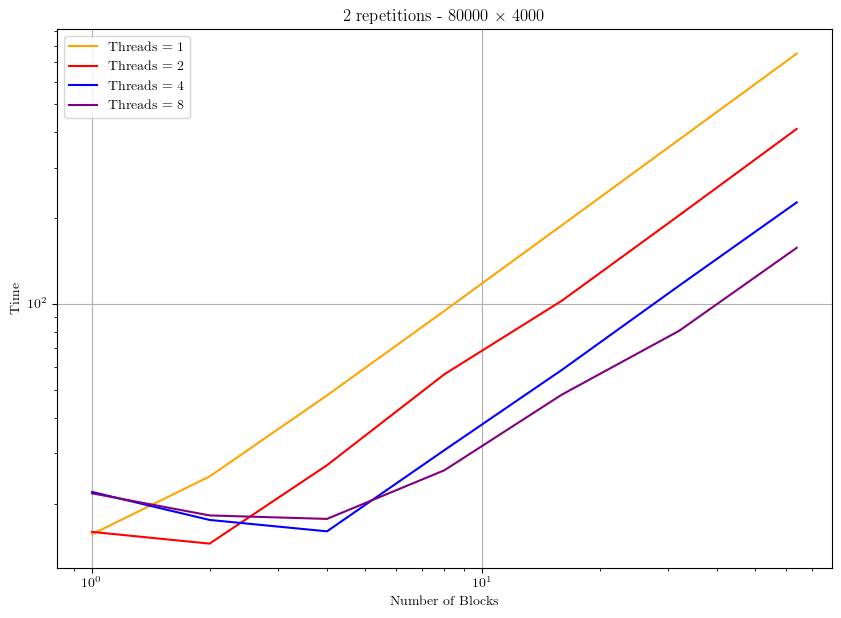 2 repetitions - 80000 × 4000
Threads = 1
Threads = 2
Threads = 4
Threads = 8
Time
10²
10⁰
10¹
Number of Blocks